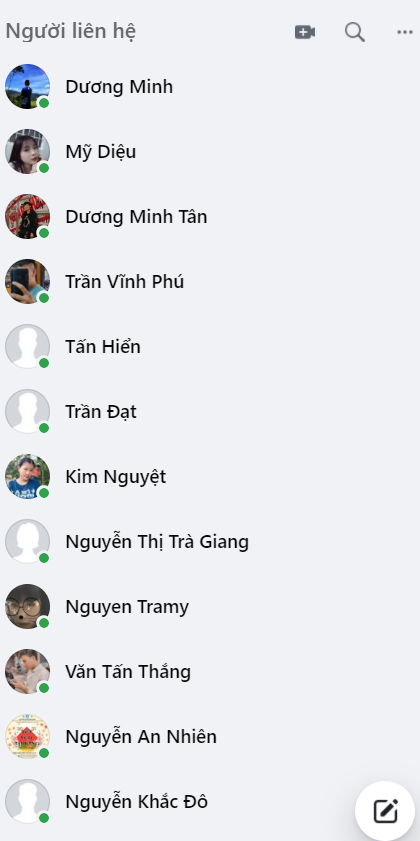 Người liên hệ
Dương Minh
Mỹ Diệu
Dương Minh Tân
Trần Vĩnh Phú
Tấn Hiển
Trần Đạt
Kim Nguyệt
Nguyễn Thị Trà Giang
Nguyen Tramy
Văn Tấn Thắng
Nguyễn An Nhiên
Nguyễn Khắc Đô